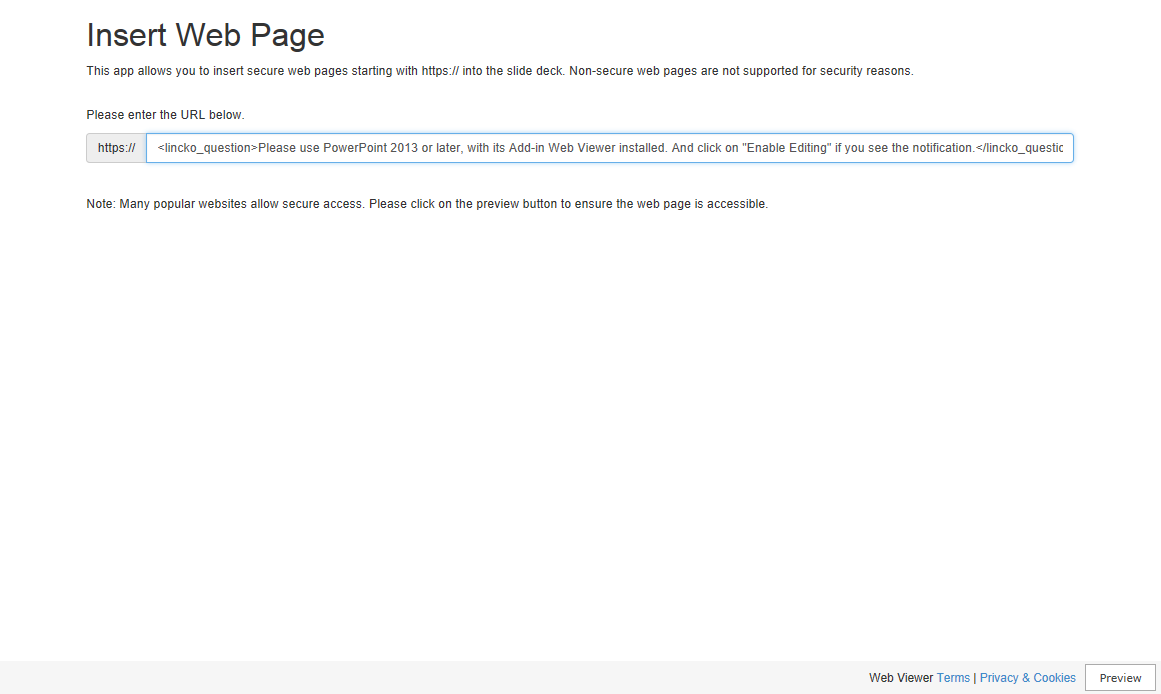 Insert Web Page
This app allows you to insert secure web pages starting with https:// into the slide deck. Non-secure web pages are not supported for security reasons.
Please enter the URL below.
https:// <lincko_question>Please use PowerPoint 2013 or later, with its Add-in Web Viewer installed. And click on "Enable Editing" if you see the notification.</lincko_questic
Note: Many popular websites allow secure access. Please click on the preview button to ensure the web page is accessible.
Web Viewer Terms | Privacy & Cookies Preview